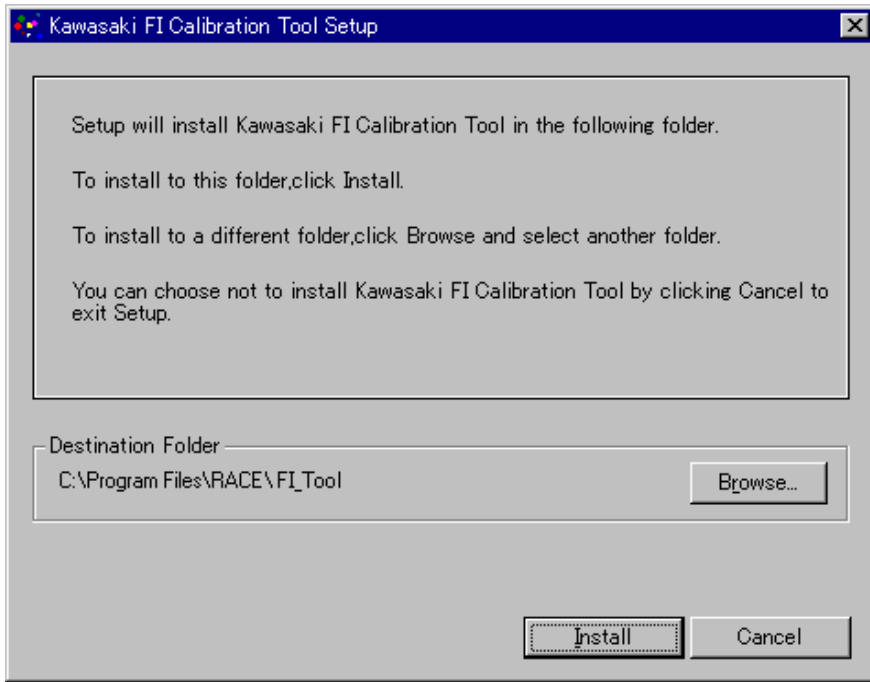 Kawasaki FI Calibration Tool Setup
Setup will install Kawasaki FI Calibration Tool in the following folder.
To install to this folder,click Install.
To install to a different folder,click Browse and select another folder.
You can choose not to install Kawasaki FI Calibration Tool by clicking Cancel to
exit Setup.
Destination Folder
C:\Program Files\RACE\FI_Tool
Browse...
Install
Cancel